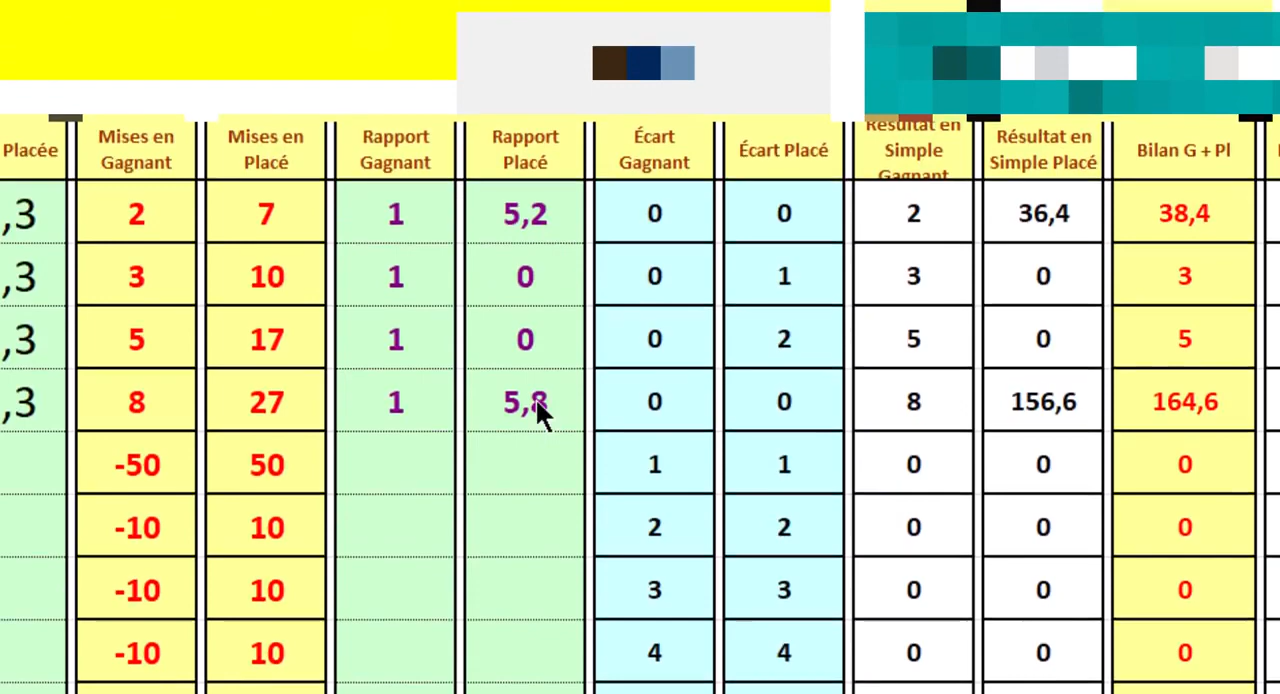 Placée Mises en Gagnant Mises en Placé Rapport Gagnant Rapport Placé Écart Gagnant Écart Placé Résultat en Simple Gagnant Résultat en Simple Placé Bilan G + Pl
,3 2 7 1 5,2 0 0 2 36,4 38,4
,3 3 10 1 0 0 1 3 0 3
,3 5 17 1 0 0 2 5 0 5
,3 8 27 1 5,8 0 0 8 156,6 164,6
-50 50 1 1 0 0 0
-10 10 2 2 0 0 0
-10 10 3 3 0 0 0
-10 10 4 4 0 0 0